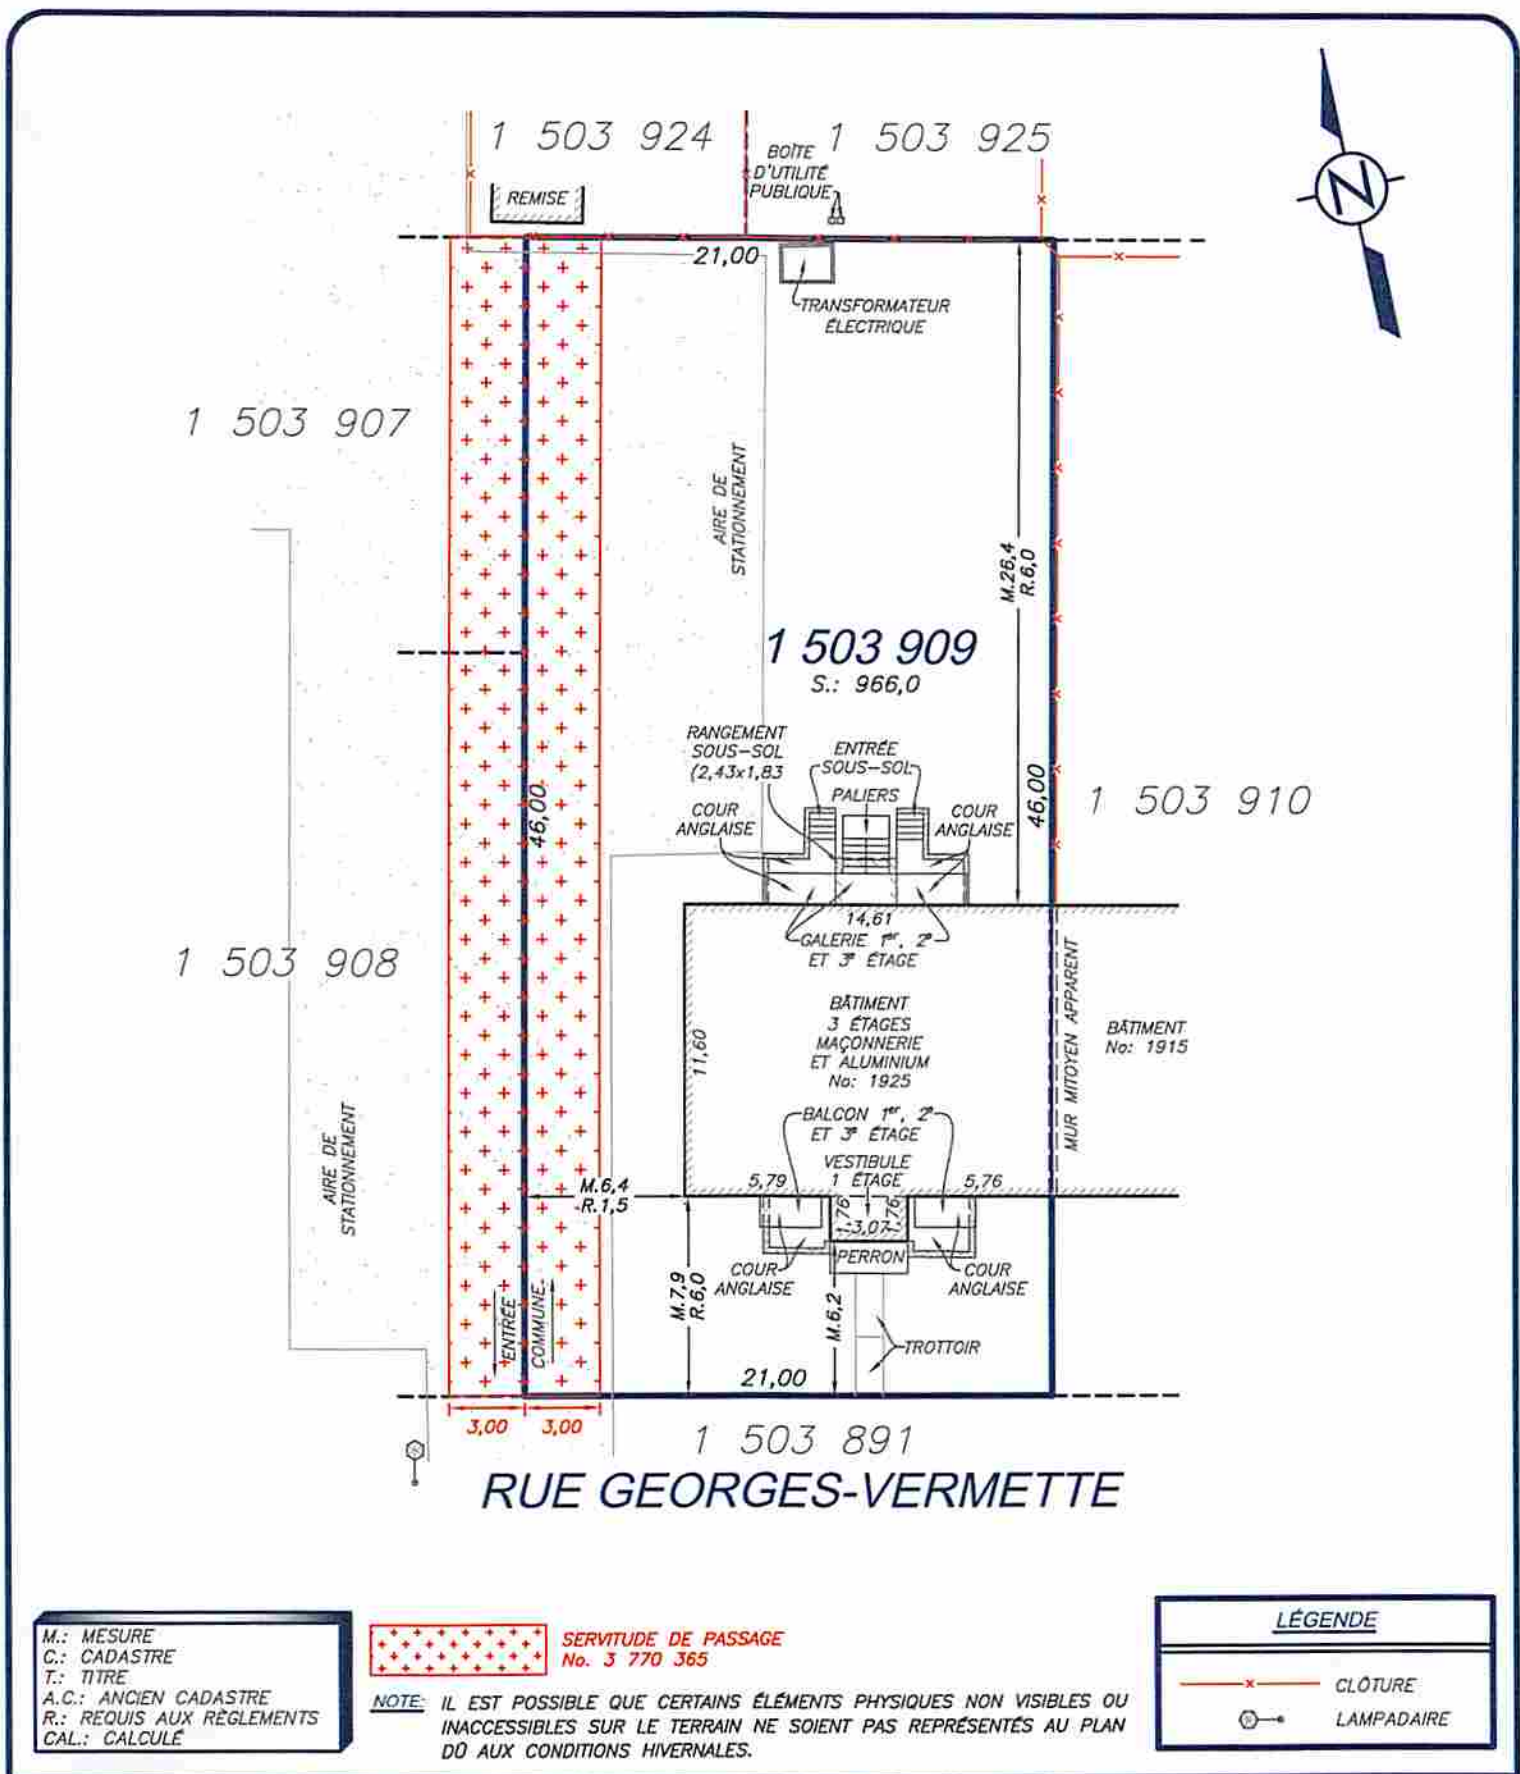 1 503 924
1 503 925
BOÎTE
D'UTILITÉ
PUBLIQUE
REMISE
N
21,00
TRANSFORMATEUR
ÉLECTRIQUE
1 503 907
AIRE DE
STATIONNEMENT
M.26,4
R.6,0
1 503 909
S.: 966,0
RANGEMENT
SOUS-SOL
(2,43x1,83
ENTRÉE
SOUS-SOL
PALIERS
COUR
ANGLAISE
COUR
ANGLAISE
46,00
46,00
1 503 910
14,61
GALERIE 1er, 2e
ET 3e ÉTAGE
1 503 908
BÂTIMENT
3 ÉTAGES
MAÇONNERIE
ET ALUMINIUM
No: 1925
11,60
MUR MITOYEN APPARENT
BÂTIMENT
No: 1915
BALCON 1er, 2e
ET 3e ÉTAGE
VESTIBULE
1 ÉTAGE
5,79
5,76
AIRE DE
STATIONNEMENT
M.6,4
R.1,5
3,07
PERRON
COUR
ANGLAISE
COUR
ANGLAISE
M.7,9
R.6,0
M.6,2
ENTRÉE
COMMUNE
TROTTOIR
21,00
3,00
3,00
1 503 891
RUE GEORGES-VERMETTE
M.: MESURE
C.: CADASTRE
T.: TITRE
A.C.: ANCIEN CADASTRE
R.: REQUIS AUX RÈGLEMENTS
CAL.: CALCULÉ
SERVITUDE DE PASSAGE
No. 3 770 365
NOTE: IL EST POSSIBLE QUE CERTAINS ÉLÉMENTS PHYSIQUES NON VISIBLES OU
INACCESSIBLES SUR LE TERRAIN NE SOIENT PAS REPRÉSENTÉS AU PLAN
DÛ AUX CONDITIONS HIVERNALES.
LÉGENDE
CLÔTURE
LAMPADAIRE